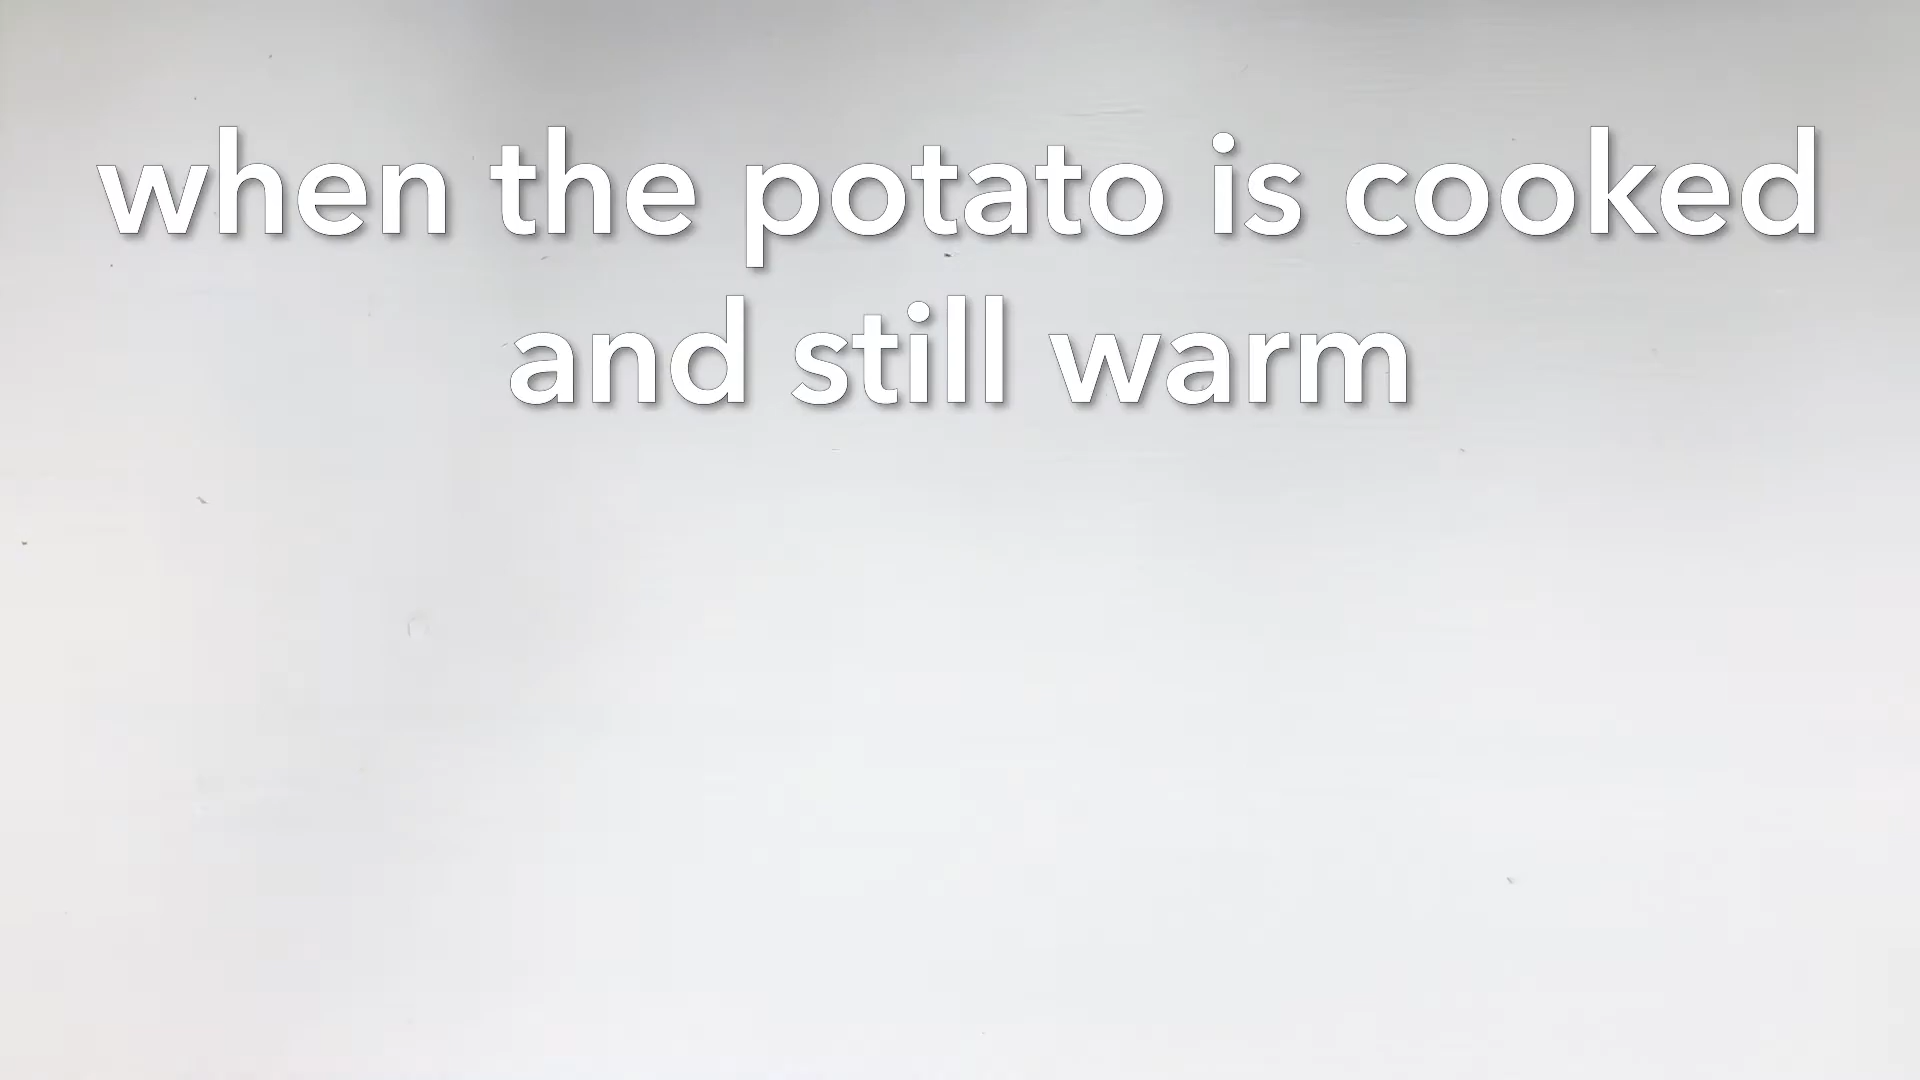 when the potato is cooked
and still warm